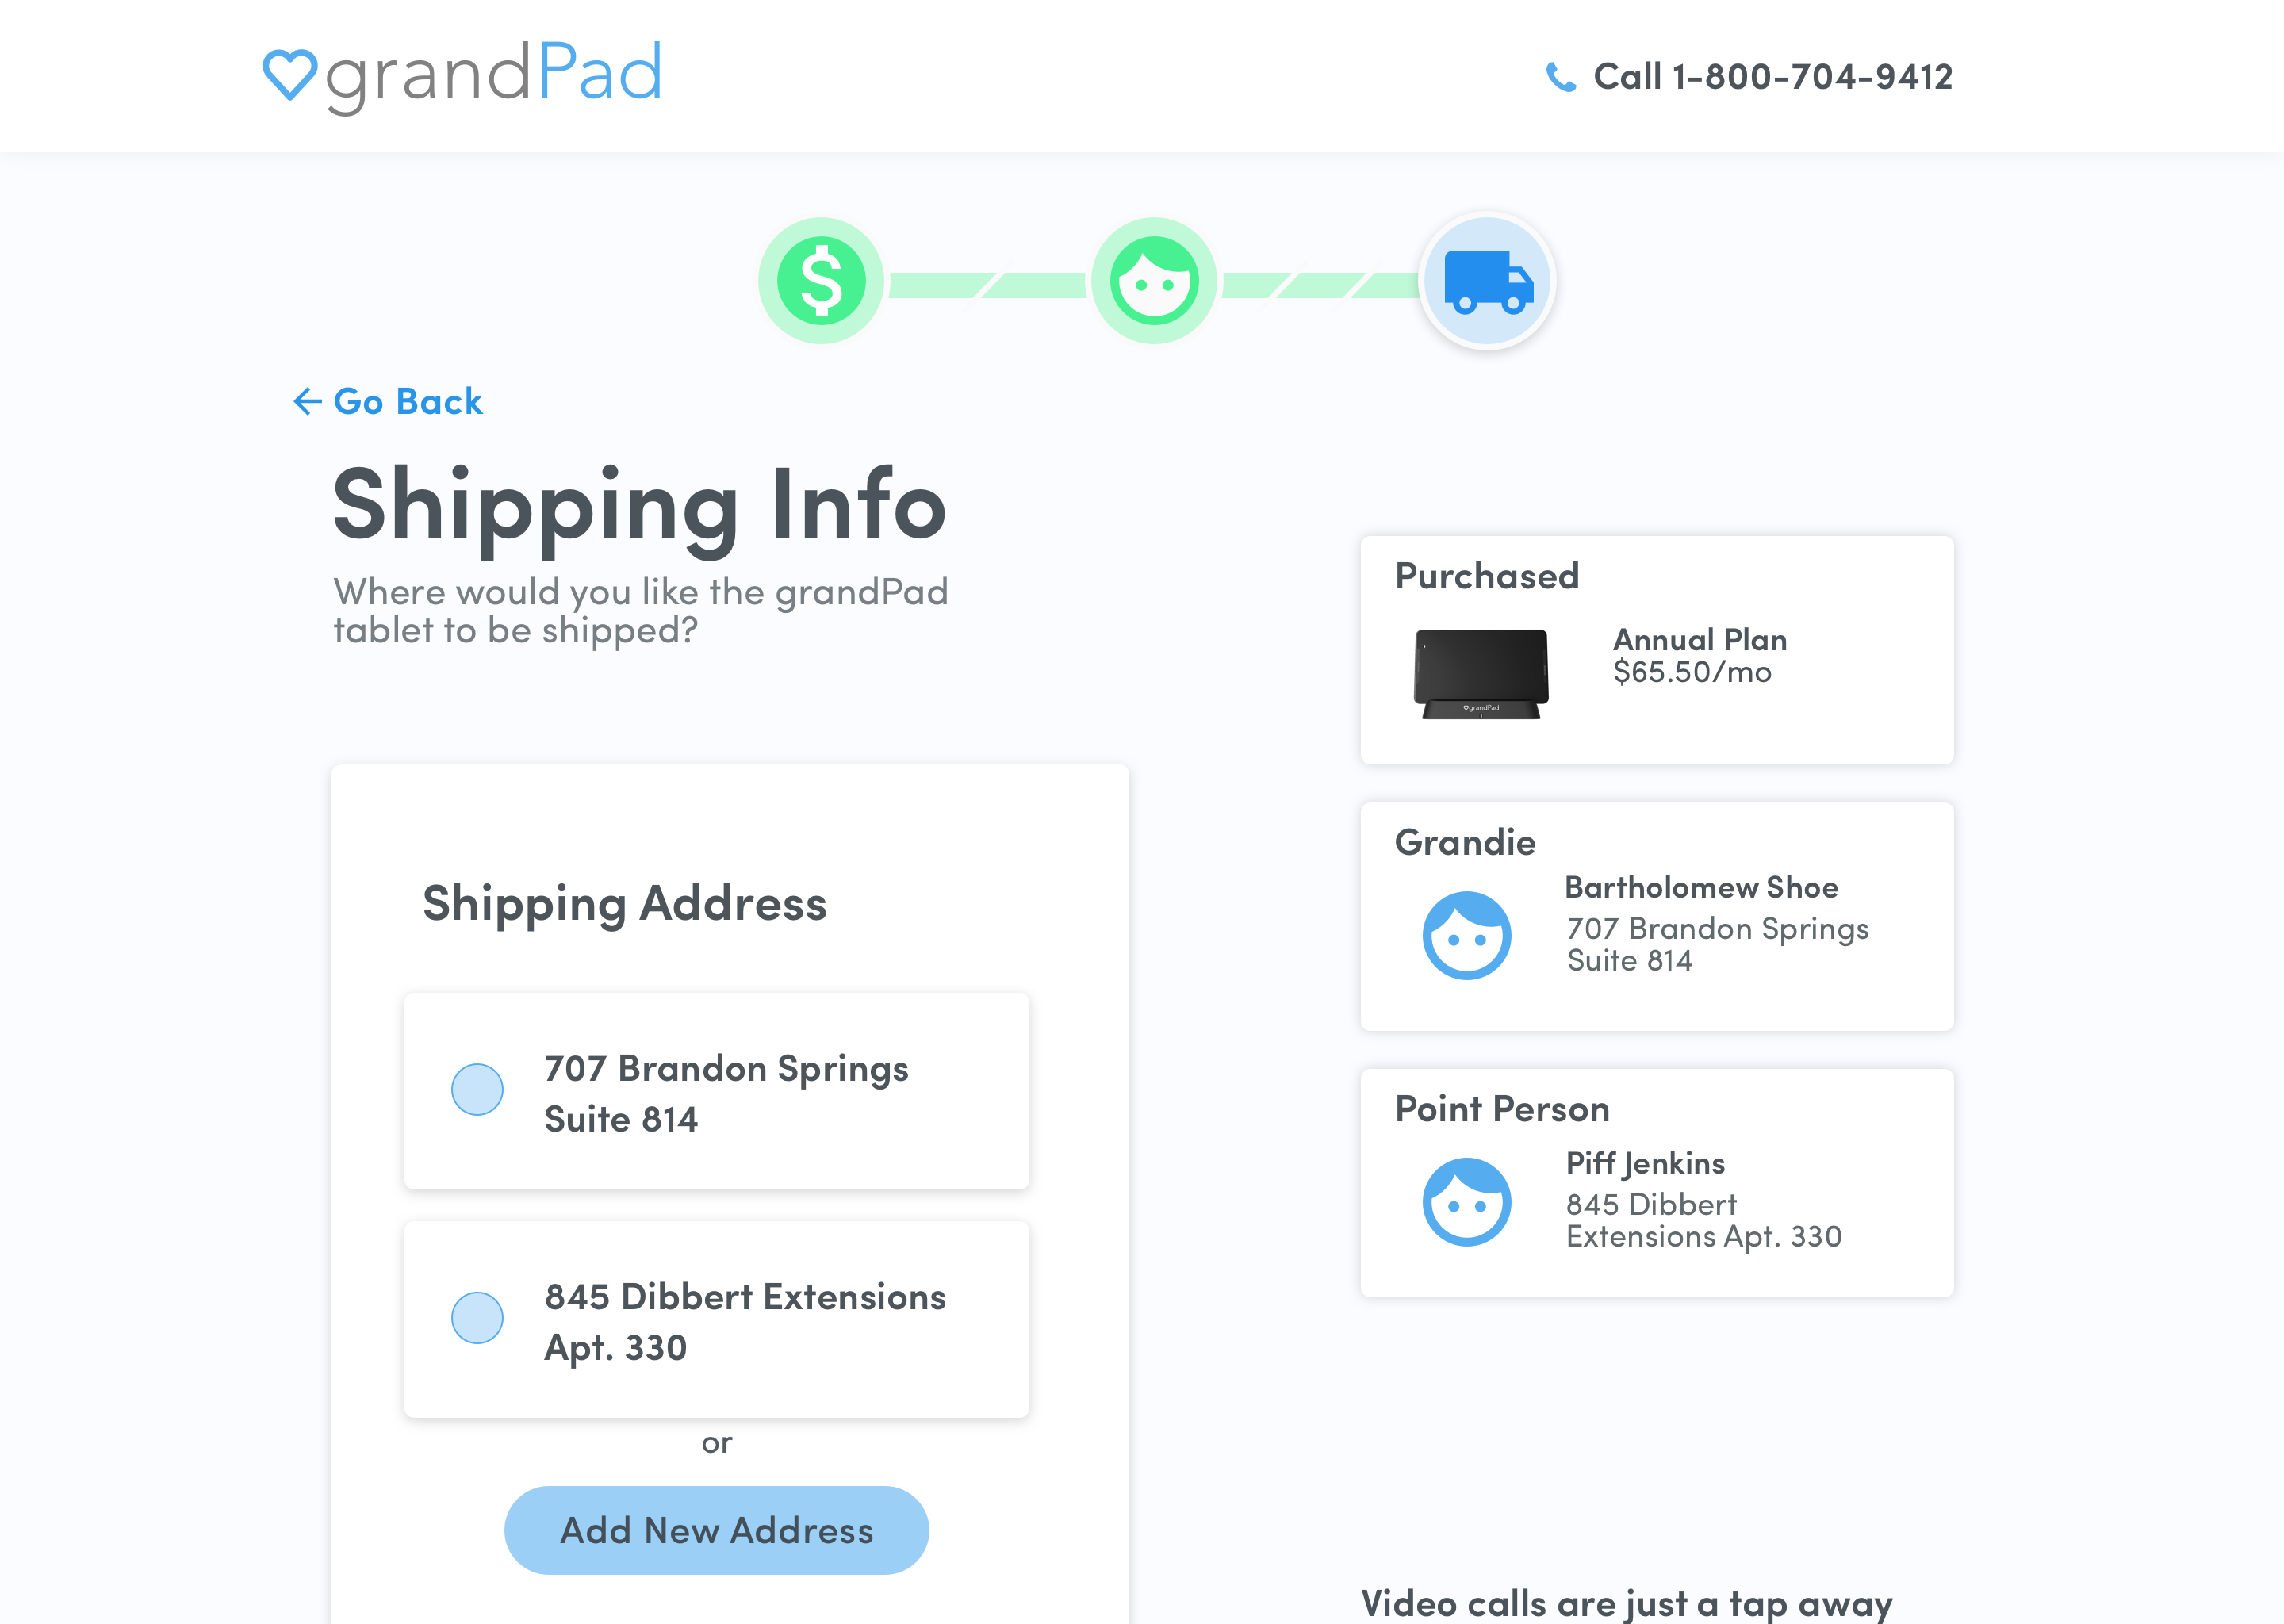 grandPad
Call 1-800-704-9412
Go Back
Shipping Info
Where would you like the grandPad
tablet to be shipped?
Shipping Address
707 Brandon Springs
Suite 814
845 Dibbert Extensions
Apt. 330
or
Add New Address
Purchased
grandPad
Annual Plan
$65.50/mo
Grandie
Bartholomew Shoe
707 Brandon Springs
Suite 814
Point Person
Piff Jenkins
845 Dibbert
Extensions Apt. 330
Video calls are just a tap away